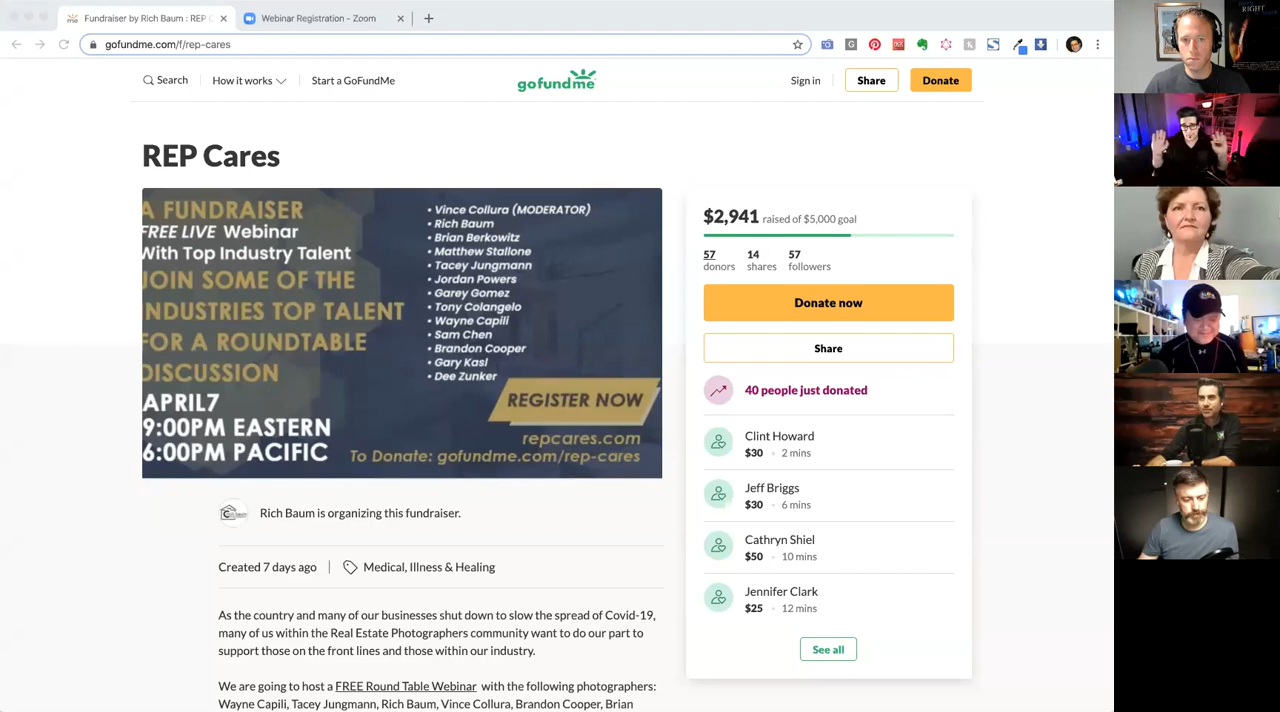 Fundraiser by Rich Baum : REP C
Webinar Registration - Zoom
gofundme.com/f/rep-cares
Search
How it works
Start a GoFundMe
gofundme
Sign in
Share
Donate
REP Cares
A FUNDRAISER
FREE LIVE Webinar
With Top Industry Talent
JOIN SOME OF THE
INDUSTRIES TOP TALENT
FOR A ROUNDTABLE
DISCUSSION
APRIL7
9:00PM EASTERN
6:00PM PACIFIC
• Vince Collura (MODERATOR)
• Rich Baum
• Brian Berkowitz
• Matthew Stallone
• Tacey Jungmann
• Jordan Powers
• Garey Gomez
• Tony Colangelo
• Wayne Capili
• Sam Chen
• Brandon Cooper
• Gary Kasl
• Dee Zunker
REGISTER NOW
repcares.com
To Donate: gofundme.com/rep-cares
$2,941 raised of $5,000 goal
57 14 57
donors shares followers
Donate now
Share
40 people just donated
Clint Howard
$30 • 2 mins
Jeff Briggs
$30 • 6 mins
Cathryn Shiel
$50 • 10 mins
Jennifer Clark
$25 • 12 mins
See all
Rich Baum is organizing this fundraiser.
Created 7 days ago
Medical, Illness & Healing
As the country and many of our businesses shut down to slow the spread of Covid-19,
many of us within the Real Estate Photographers community want to do our part to
support those on the front lines and those within our industry.
We are going to host a FREE Round Table Webinar with the following photographers:
Wayne Capili, Tacey Jungmann, Rich Baum, Vince Collura, Brandon Cooper, Brian
RIGHT